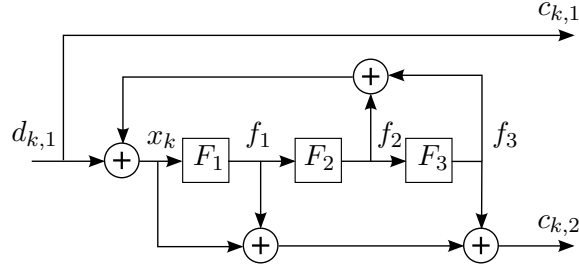 c_{k,1}
d_{k,1}
x_k
F_1
f_1
F_2
f_2
F_3
f_3
c_{k,2}